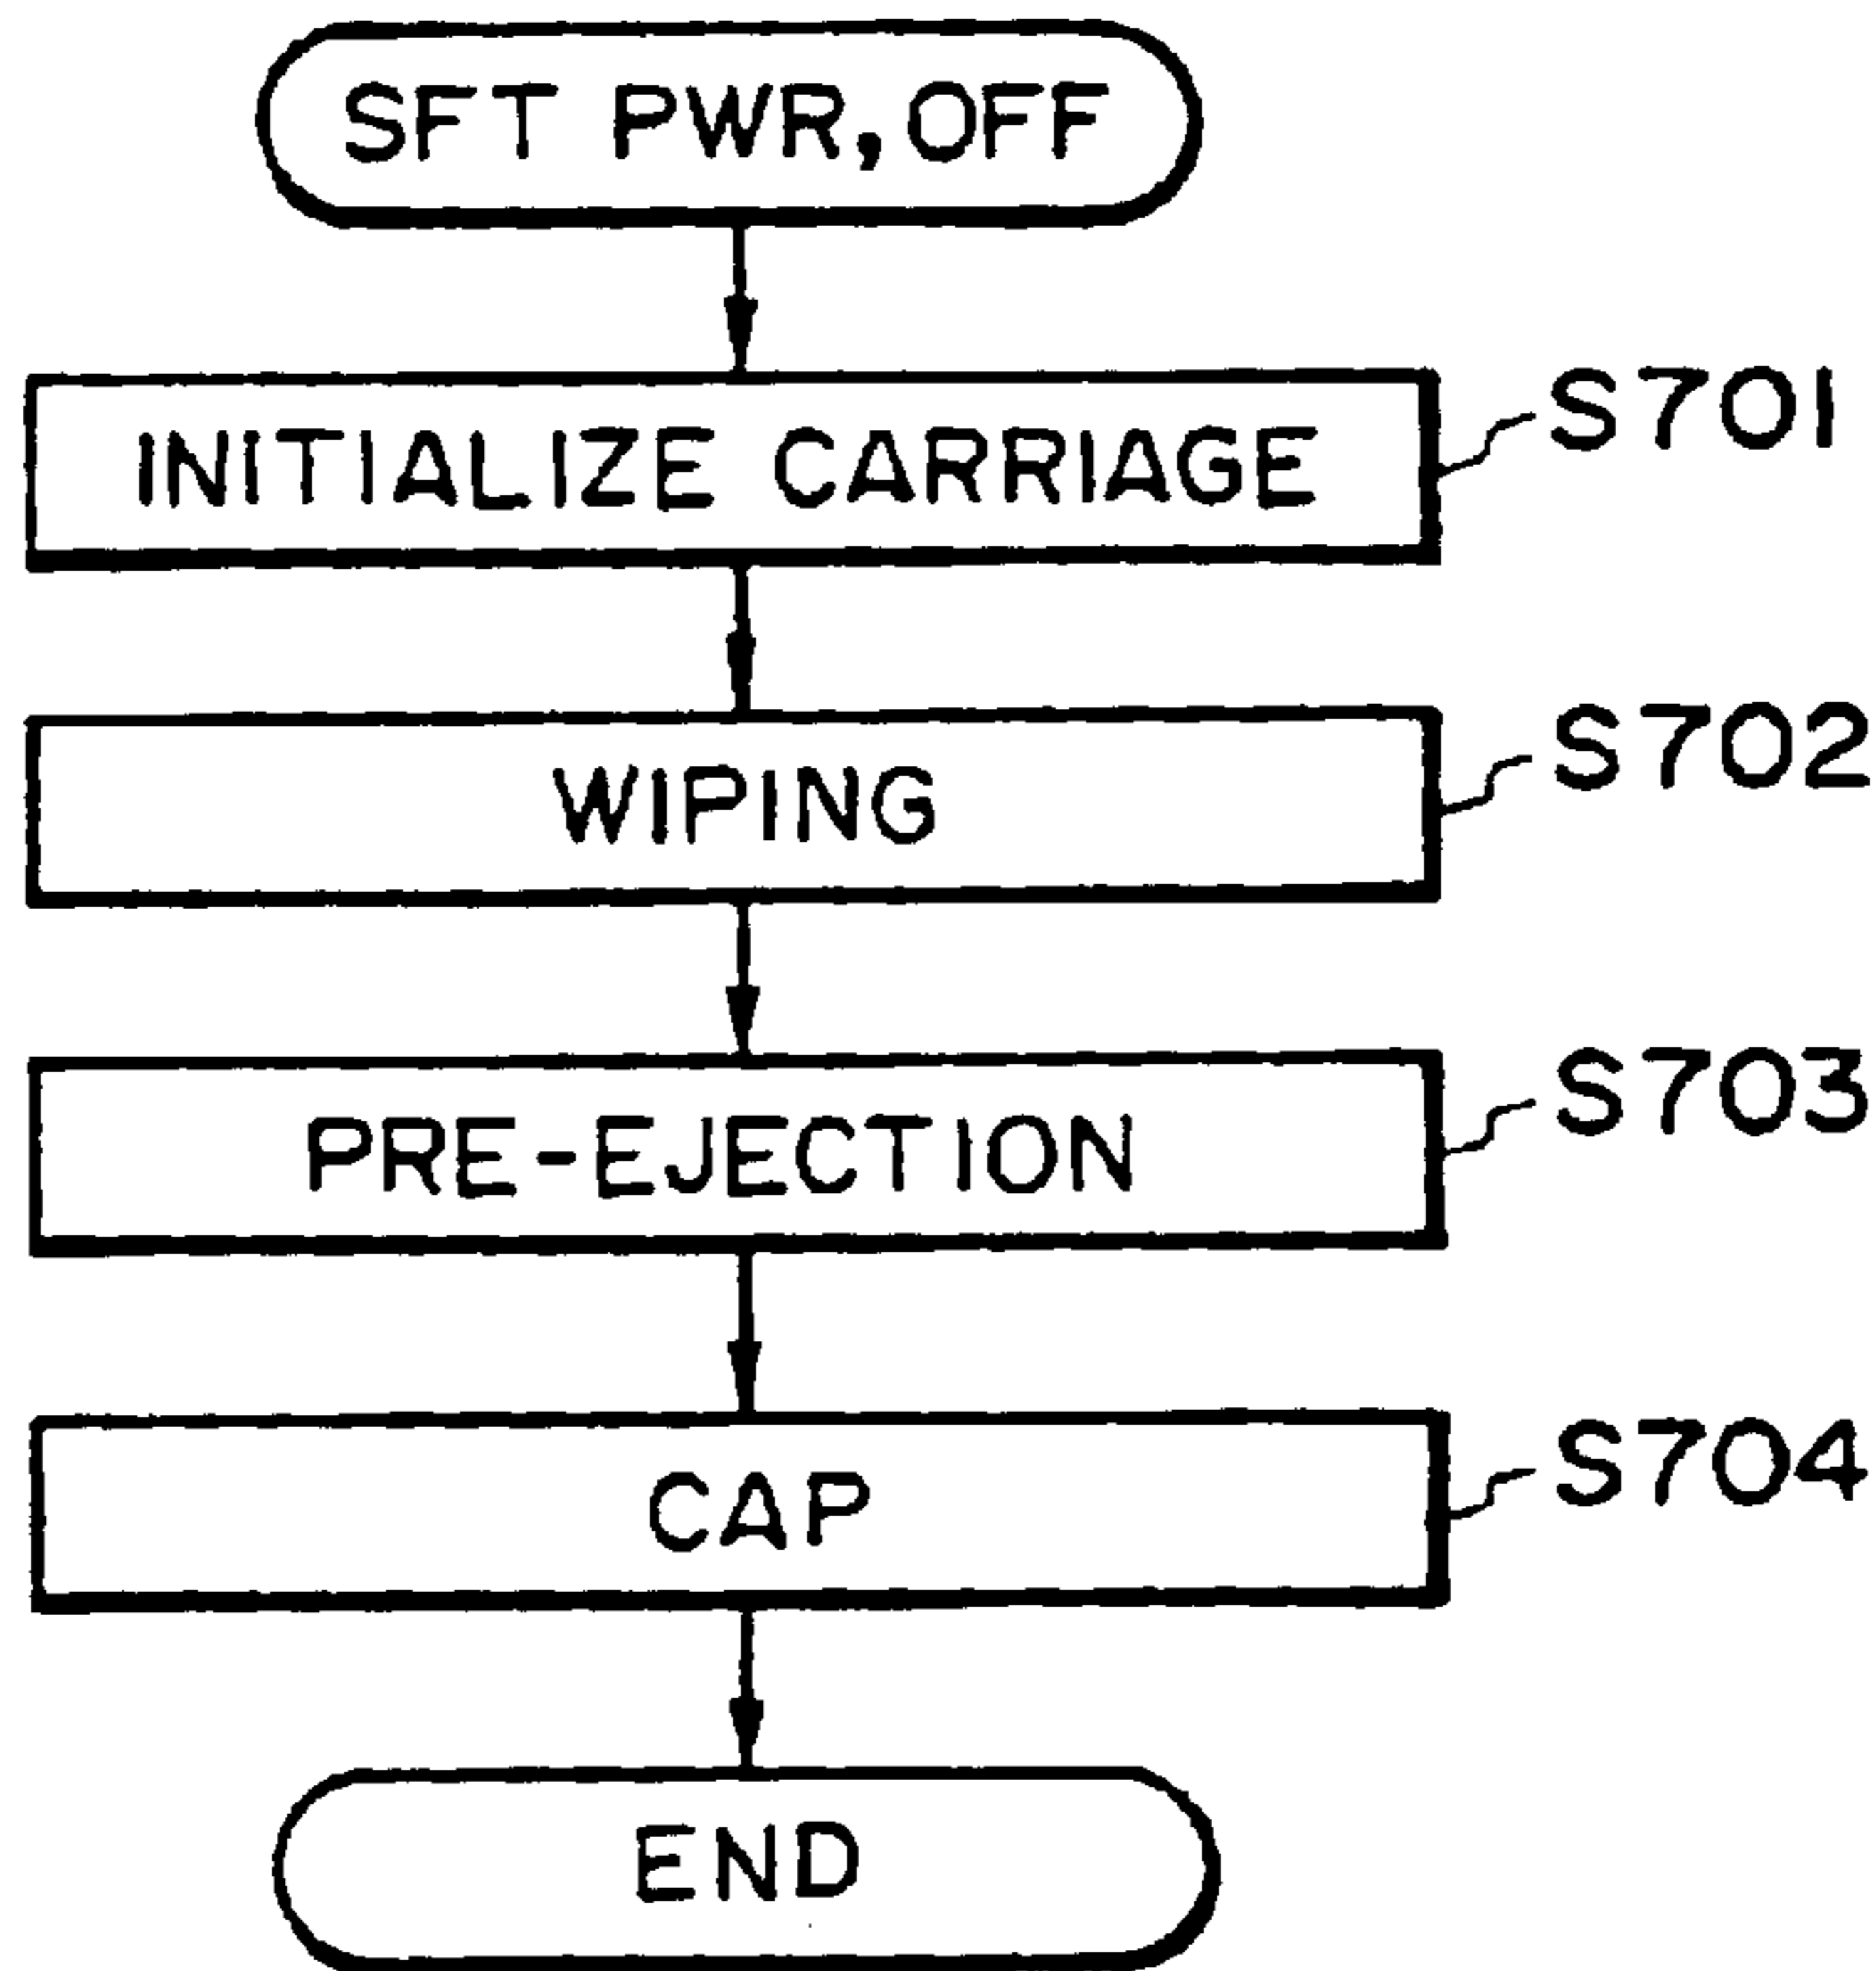 SFT PWR, OFF
INITIALIZE CARRIAGE
S701
WIPING
S702
PRE-EJECTION
S703
CAP
S704
END